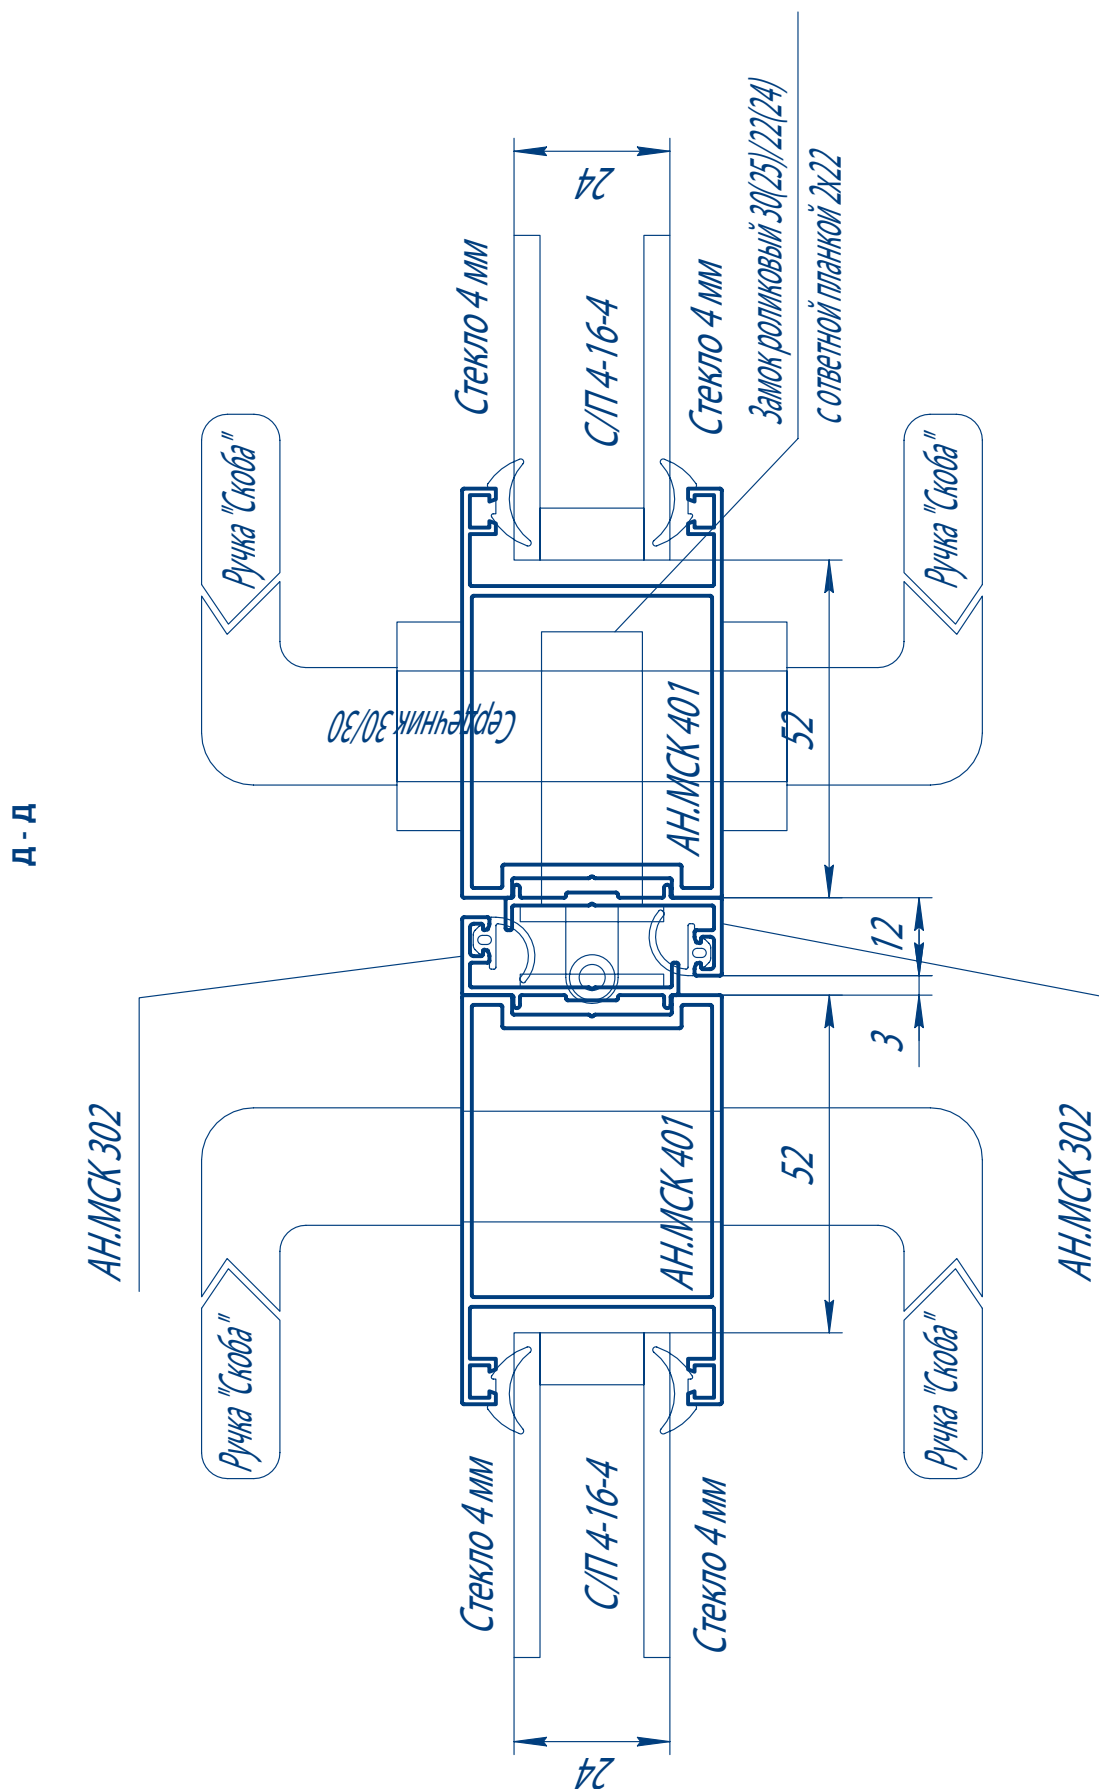 Д - Д
АН.МСК 302
Ручка "Скоба"
Ручка "Скоба"
Сердечник 30/30
Стекло 4 мм
Стекло 4 мм
24
24
С/П 4-16-4
С/П 4-16-4
Стекло 4 мм
Стекло 4 мм
АН.МСК 401
АН.МСК 401
Замок роликовый 30(25)/22(24)
с ответной планкой 2х22
52
52
12
3
Ручка "Скоба"
Ручка "Скоба"
АН.МСК 302